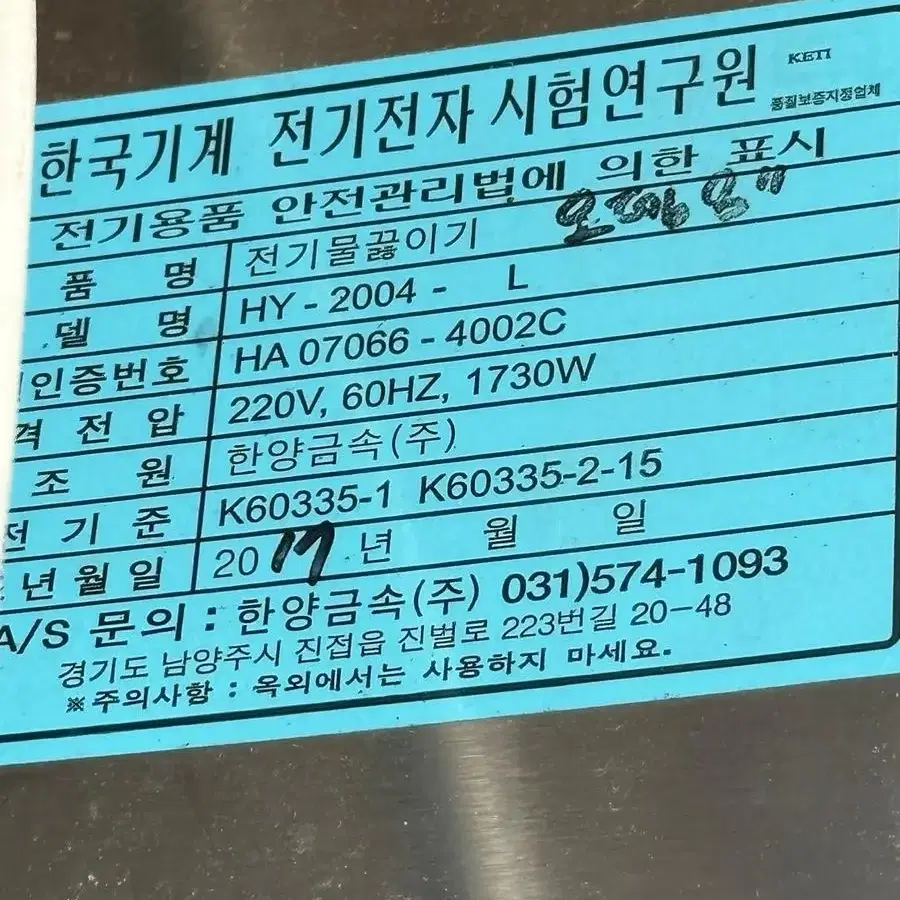 한국기계 전기전자 시험연구원 KETI
품질보증지정업체
전기용품 안전관리법에 의한 표시
품 명 전기물끓이기
델 명 HY - 2004 - L
인증번호 HA 07066 - 4002C
격 전 압 220V, 60HZ, 1730W
조 원 한양금속(주)
전 기 준 K60335-1 K60335-2-15
년 월 일 2017 년 월 일
A/S 문의 : 한양금속(주) 031)574-1093
경기도 남양주시 진접읍 진벌로 223번길 20-48
※주의사항 : 옥외에서는 사용하지 마세요.